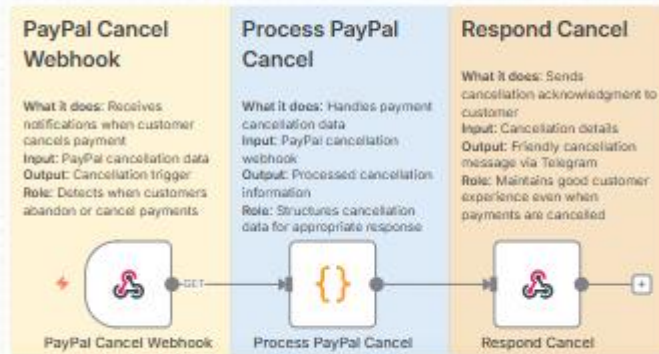 PayPal Cancel
Webhook
What it does: Receives
notifications when customer
cancels payment
Input: PayPal cancellation data
Output: Cancellation trigger
Role: Detects when customers
abandon or cancel payments
Process PayPal
Cancel
What it does: Handles payment
cancellation data
Input: PayPal cancellation
webhook
Output: Processed cancellation
information
Role: Structures cancellation
data for appropriate response
Respond Cancel
What it does: Sends
cancellation acknowledgment to
customer
Input: Cancellation details
Output: Friendly cancellation
message via Telegram
Role: Maintains good customer
experience even when
payments are cancelled
GET
{}
+
PayPal Cancel Webhook
Process PayPal Cancel
Respond Cancel